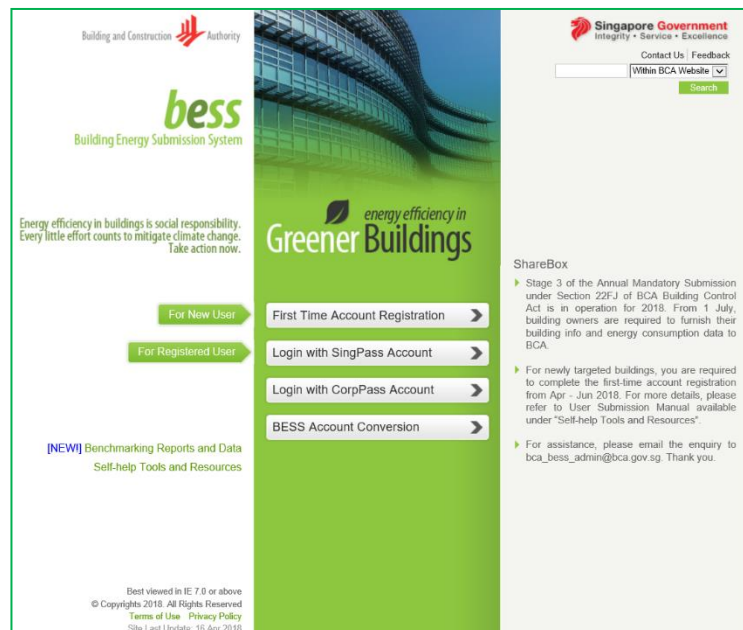 Building and Construction Authority
bess
Building Energy Submission System
Energy efficiency in buildings is social responsibility.
Every little effort counts to mitigate climate change.
Take action now.
For New User
For Registered User
[NEW!] Benchmarking Reports and Data
Self-help Tools and Resources
Best viewed in IE 7.0 or above
© Copyrights 2018. All Rights Reserved
Terms of Use Privacy Policy
Site Last Update: 16 Apr 2018
energy efficiency in
Greener Buildings
First Time Account Registration
Login with SingPass Account
Login with CorpPass Account
BESS Account Conversion
Singapore Government
Integrity • Service • Excellence
Contact Us Feedback
Within BCA Website
Search
ShareBox
Stage 3 of the Annual Mandatory Submission
under Section 22FJ of BCA Building Control
Act is in operation for 2018. From 1 July,
building owners are required to furnish their
building info and energy consumption data to
BCA.
For newly targeted buildings, you are required
to complete the first-time account registration
from Apr - Jun 2018. For more details, please
refer to User Submission Manual available
under "Self-help Tools and Resources".
For assistance, please email the enquiry to
bca_bess_admin@bca.gov.sg. Thank you.